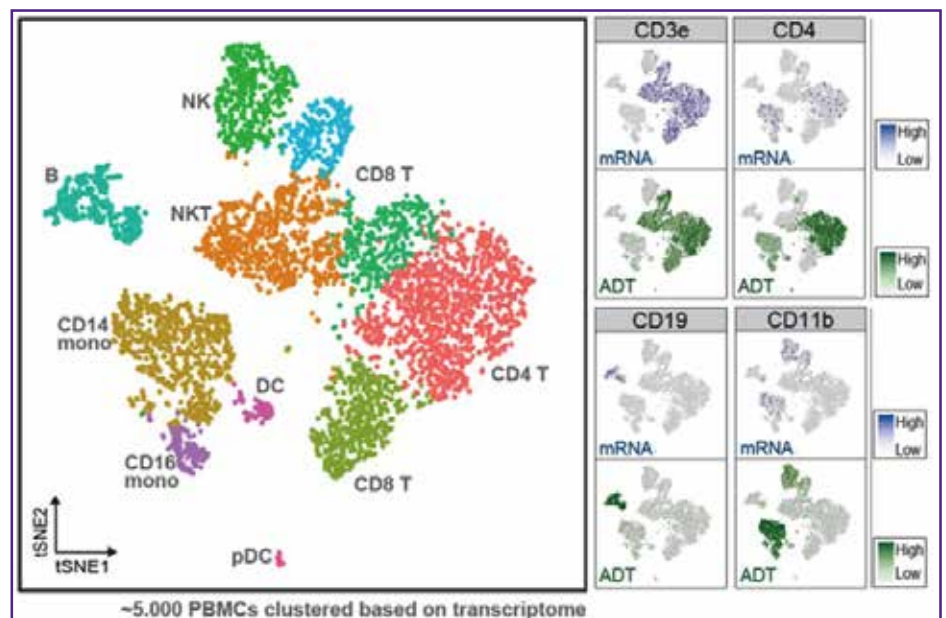 NK
B
CD8 T
NKT
CD14
mono
DC
CD4 T
CD16
mono
CD8 T
pDC
tSNE2
tSNE1
~5.000 PBMCs clustered based on transcriptome
CD3e
CD4
mRNA
mRNA
High
Low
ADT
ADT
High
Low
CD19
CD11b
mRNA
mRNA
High
Low
ADT
ADT
High
Low